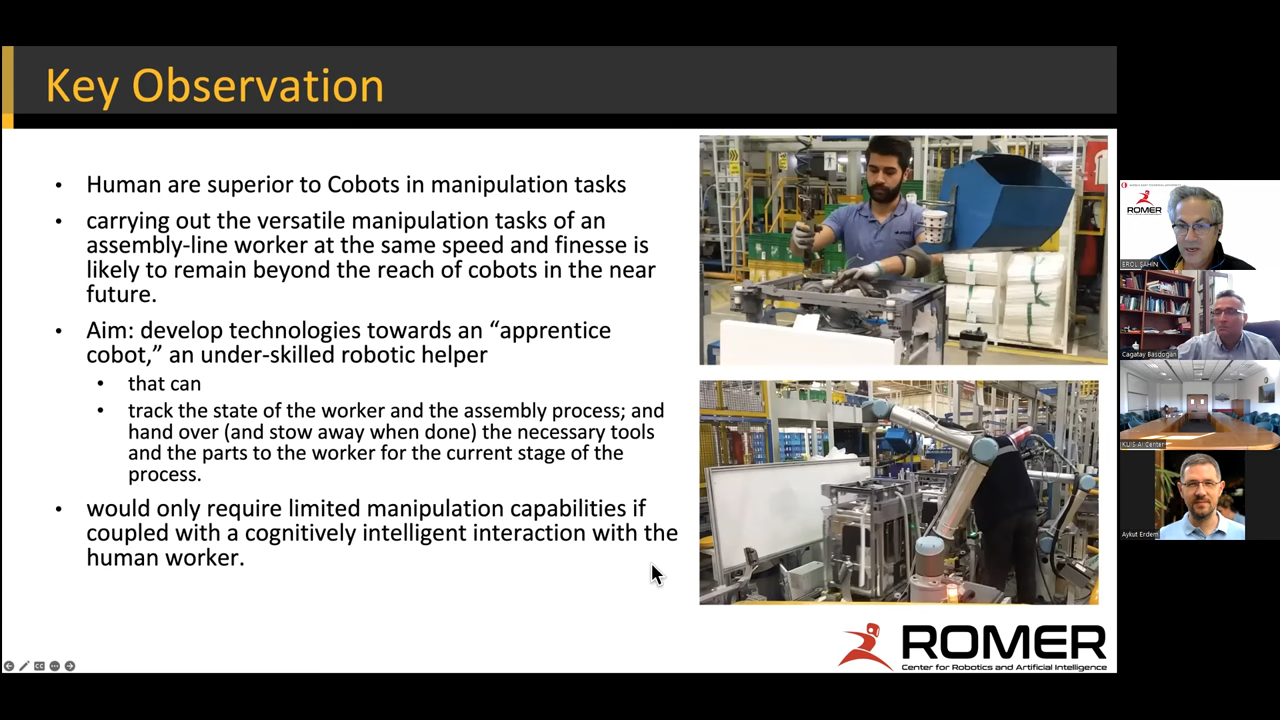 Key Observation
• Human are superior to Cobots in manipulation tasks
• carrying out the versatile manipulation tasks of an
assembly-line worker at the same speed and finesse is
likely to remain beyond the reach of cobots in the near
future.
• Aim: develop technologies towards an “apprentice
cobot,” an under-skilled robotic helper
• that can
• track the state of the worker and the assembly process; and
hand over (and stow away when done) the necessary tools
and the parts to the worker for the current stage of the
process.
• would only require limited manipulation capabilities if
coupled with a cognitively intelligent interaction with the
human worker.
ROMER
Center for Robotics and Artificial Intelligence
ROMER
EROL ŞAHİN
Cagatay Basdogan
KUIS AI Center
Aykut Erdem